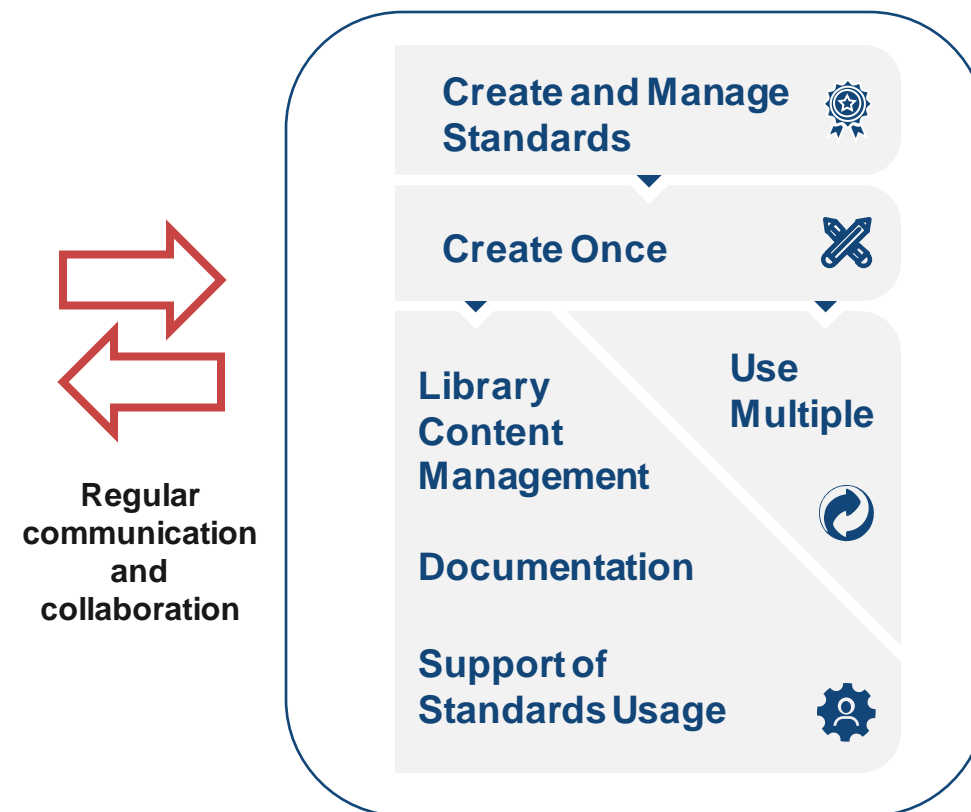 Create and Manage
Standards
Create Once
Library
Content
Management
Use
Multiple
Documentation
Support of
Standards Usage
Regular
communication
and
collaboration